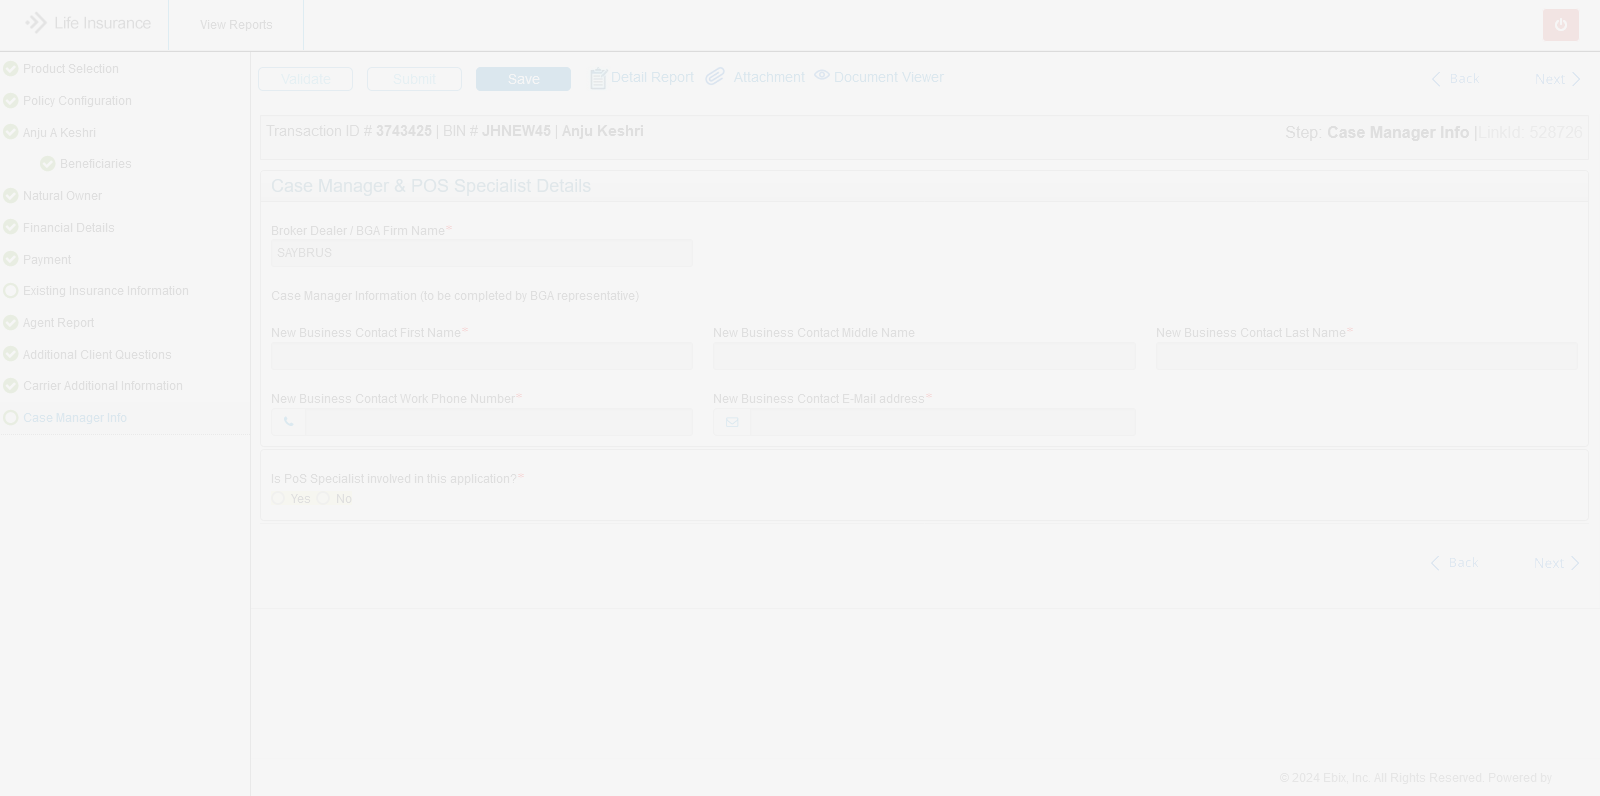 Life Insurance
View Reports
Product Selection
Policy Configuration
Anju A Keshri
Beneficiaries
Natural Owner
Financial Details
Payment
Existing Insurance Information
Agent Report
Additional Client Questions
Carrier Additional Information
Case Manager Info
Validate
Submit
Save
Detail Report
Attachment
Document Viewer
Back
Next
Transaction ID # 3743425 | BIN # JHNEW45 | Anju Keshri
Step: Case Manager Info |LinkId: 528726
Case Manager & POS Specialist Details
Broker Dealer / BGA Firm Name*
SAYBRUS
Case Manager Information (to be completed by BGA representative)
New Business Contact First Name*
New Business Contact Middle Name
New Business Contact Last Name*
New Business Contact Work Phone Number*
New Business Contact E-Mail address*
Is PoS Specialist involved in this application?*
Yes
No
Back
Next
© 2024 Ebix, Inc. All Rights Reserved. Powered by